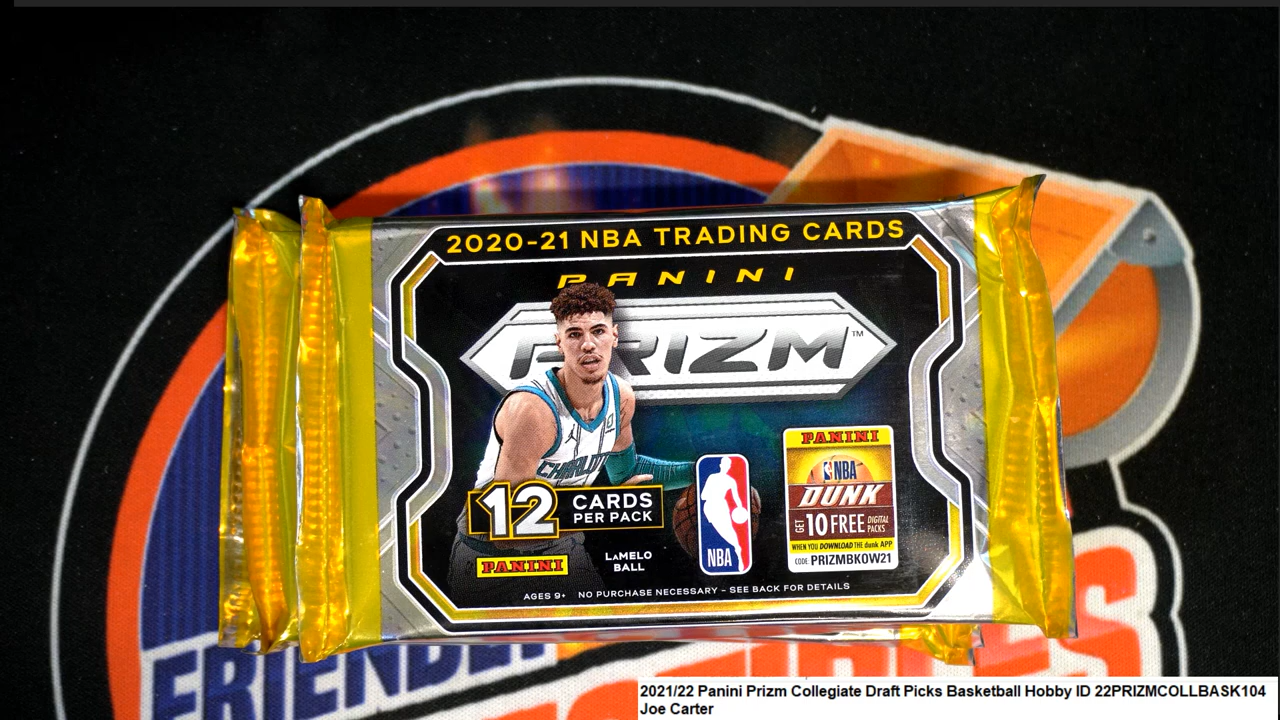 2020-21 NBA TRADING CARDS
PANINI
PRIZM™
CHARLOT
12 CARDS
PER PACK
PANINI
LaMELO
BALL
NBA
PANINI
NBA
DUNK
GET 10 FREE DIGITAL PACKS
WHEN YOU DOWNLOAD THE dunk APP
CODE: PRIZMBKOW21
AGES 9+ NO PURCHASE NECESSARY – SEE BACK FOR DETAILS
2021/22 Panini Prizm Collegiate Draft Picks Basketball Hobby ID 22PRIZMCOLLBASK104
Joe Carter